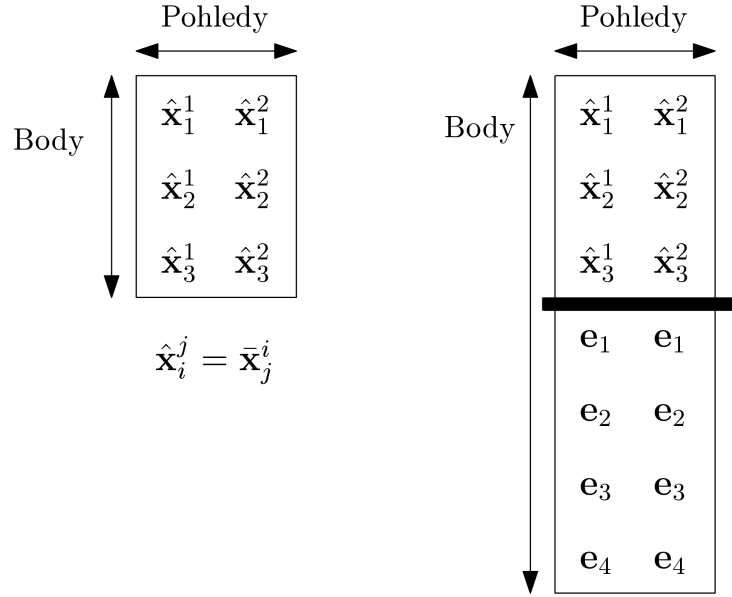 Pohledy
Body
x̂₁¹ x̂₁²
x̂₂¹ x̂₂²
x̂₃¹ x̂₃²
x̂ᵢʲ = x̄ⱼⁱ
Pohledy
Body
x̂₁¹ x̂₁²
x̂₂¹ x̂₂²
x̂₃¹ x̂₃²
e₁ e₁
e₂ e₂
e₃ e₃
e₄ e₄